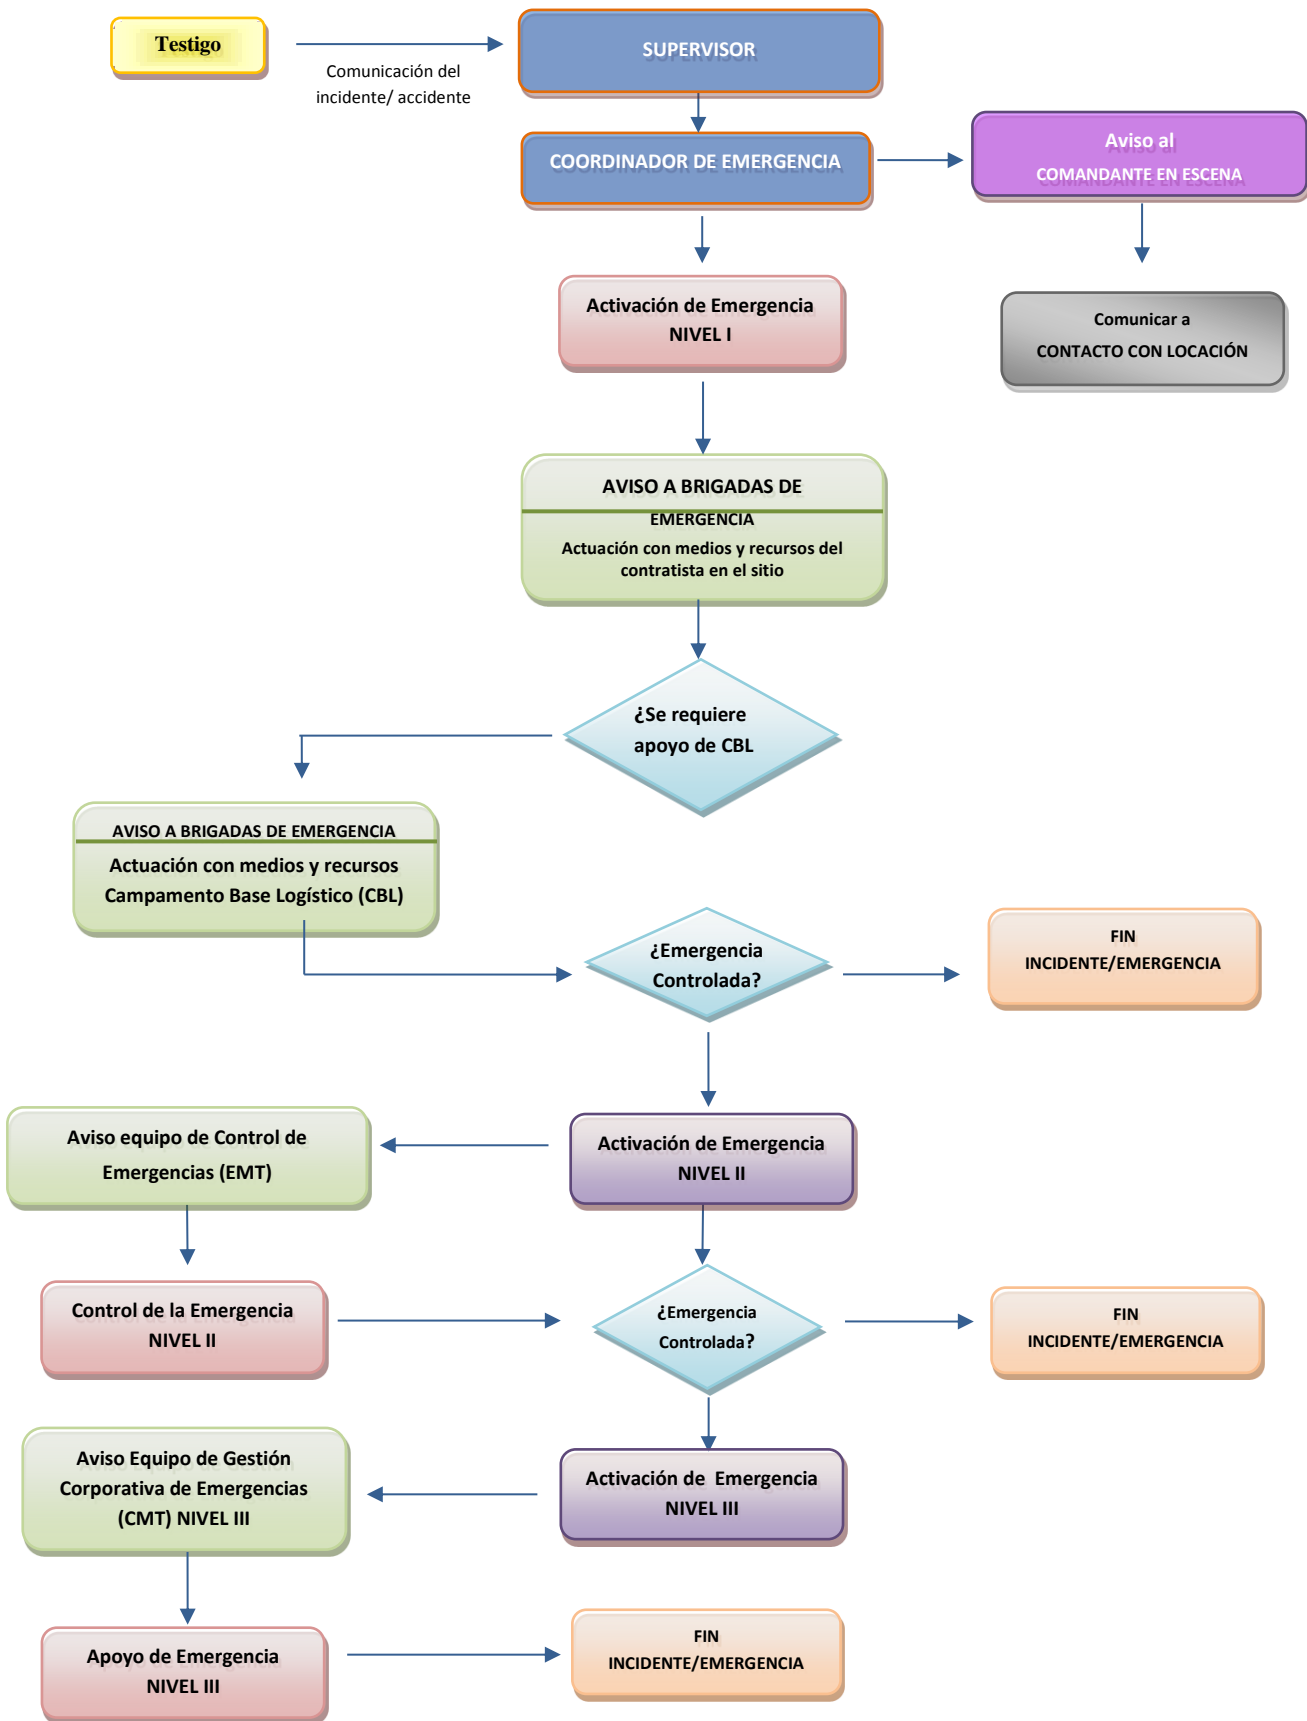 Testigo
Comunicación del
incidente/ accidente
SUPERVISOR
COORDINADOR DE EMERGENCIA
Aviso al
COMANDANTE EN ESCENA
Activación de Emergencia
NIVEL I
Comunicar a
CONTACTO CON LOCACIÓN
AVISO A BRIGADAS DE
EMERGENCIA
Actuación con medios y recursos del
contratista en el sitio
¿Se requiere
apoyo de CBL
AVISO A BRIGADAS DE EMERGENCIA
Actuación con medios y recursos
Campamento Base Logístico (CBL)
¿Emergencia
Controlada?
FIN
INCIDENTE/EMERGENCIA
Aviso equipo de Control de
Emergencias (EMT)
Activación de Emergencia
NIVEL II
Control de la Emergencia
NIVEL II
¿Emergencia
Controlada?
FIN
INCIDENTE/EMERGENCIA
Aviso Equipo de Gestión
Corporativa de Emergencias
(CMT) NIVEL III
Activación de  Emergencia
NIVEL III
Apoyo de Emergencia
NIVEL III
FIN
INCIDENTE/EMERGENCIA